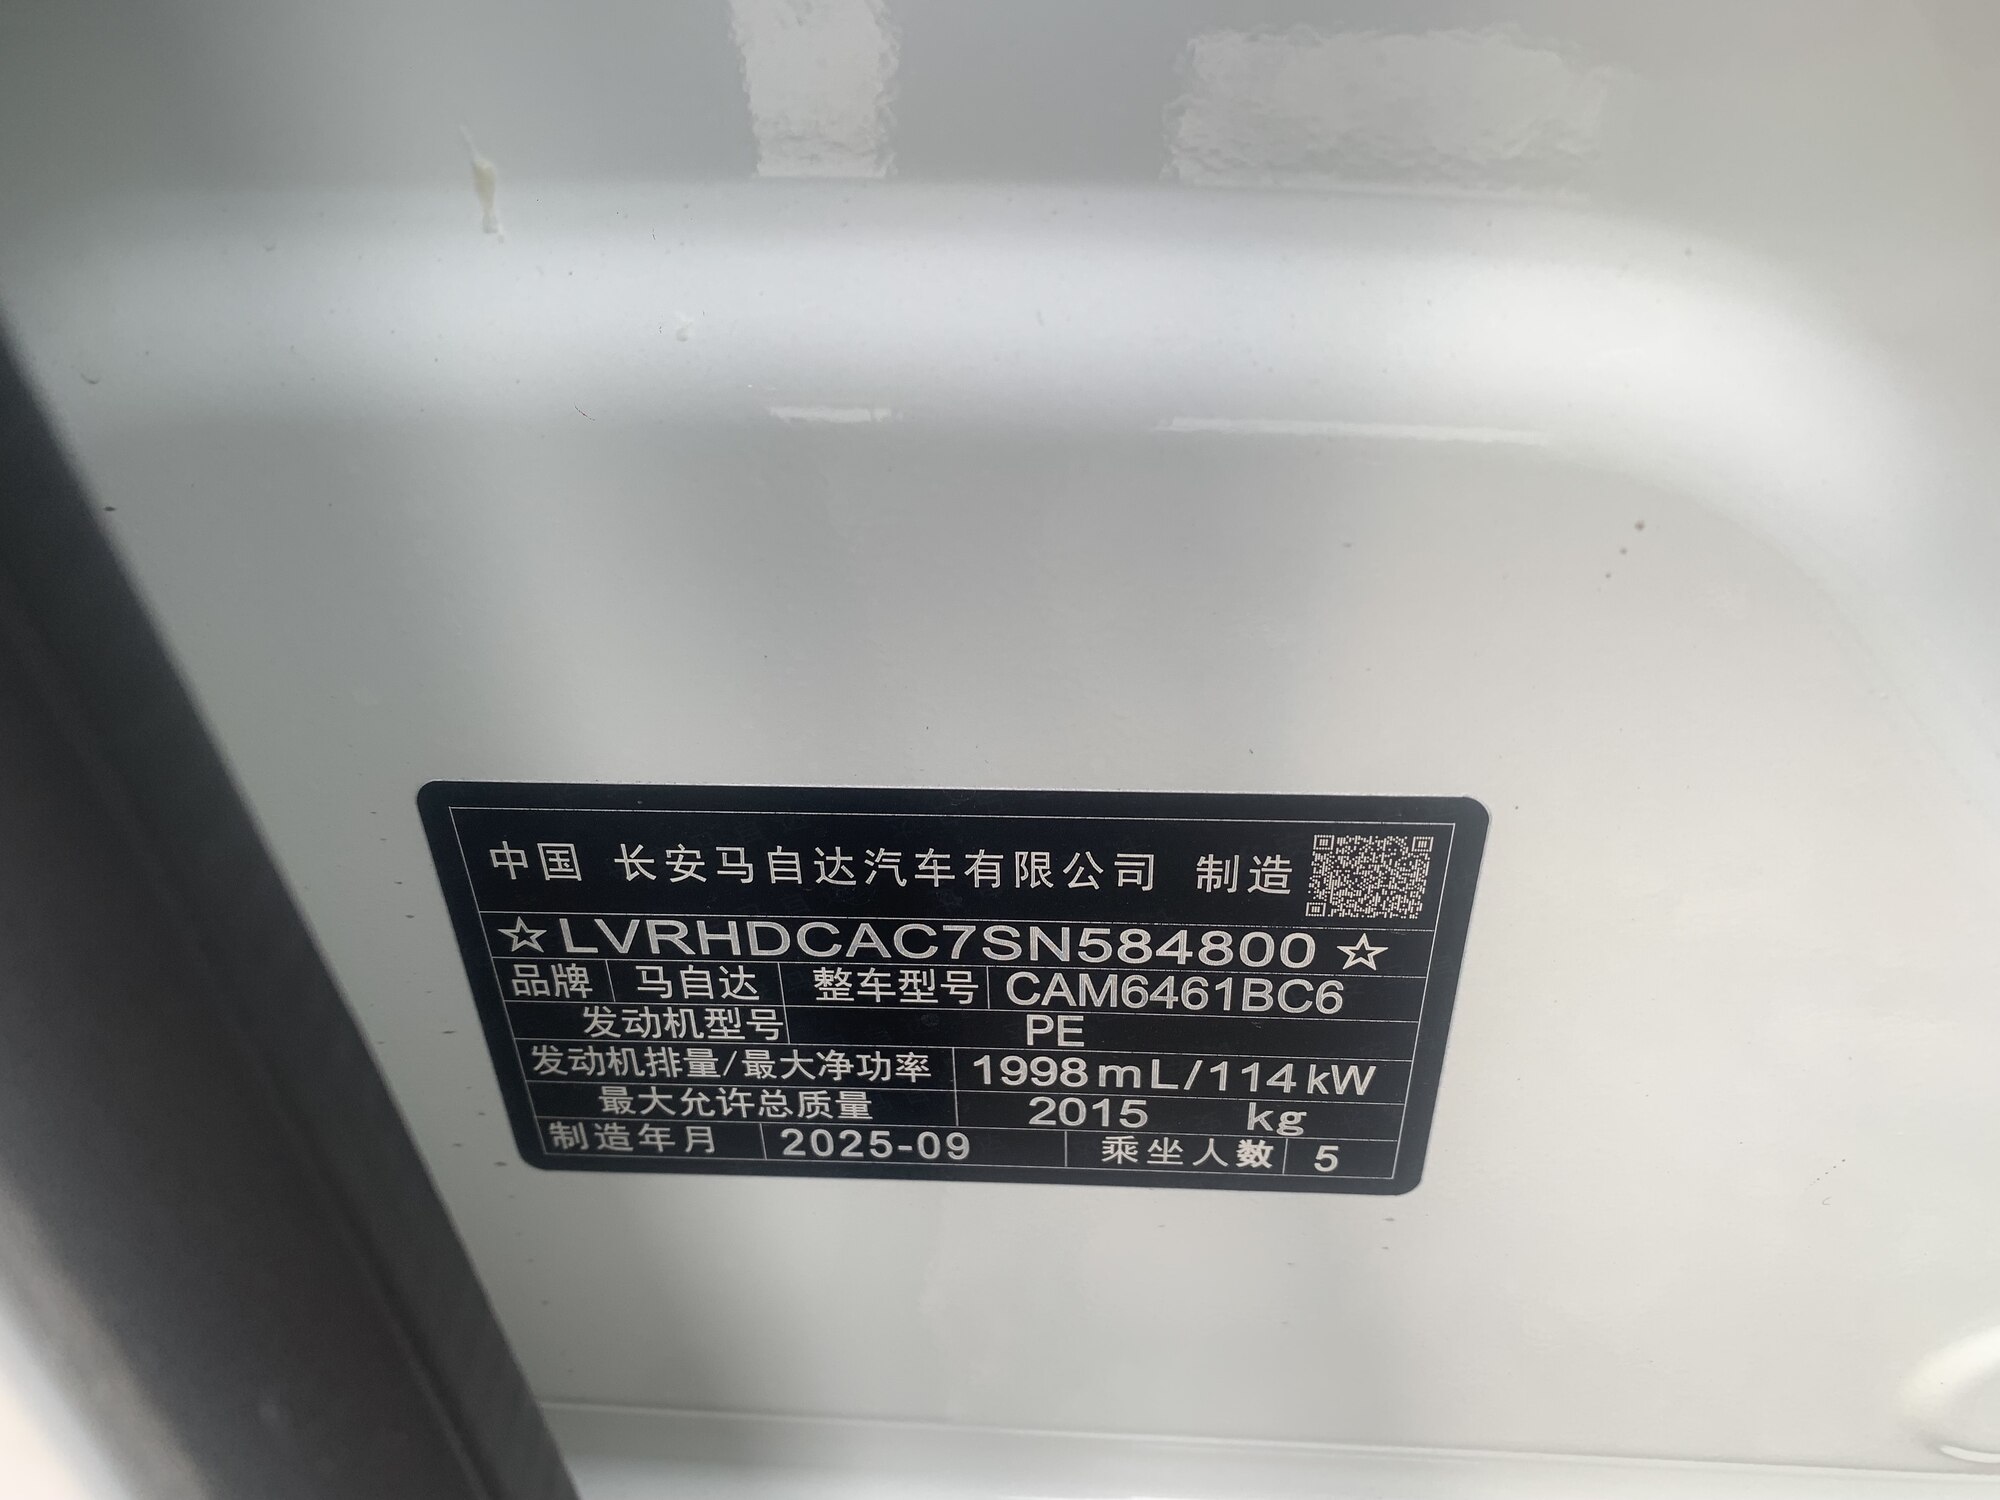 中国 长安马自达汽车有限公司 制造
☆LVRHDCAC7SN584800☆
品牌 马自达 整车型号 CAM6461BC6
发动机型号 PE
发动机排量/最大净功率 1998mL/114kW
最大允许总质量 2015 kg
制造年月 2025-09 乘坐人数 5